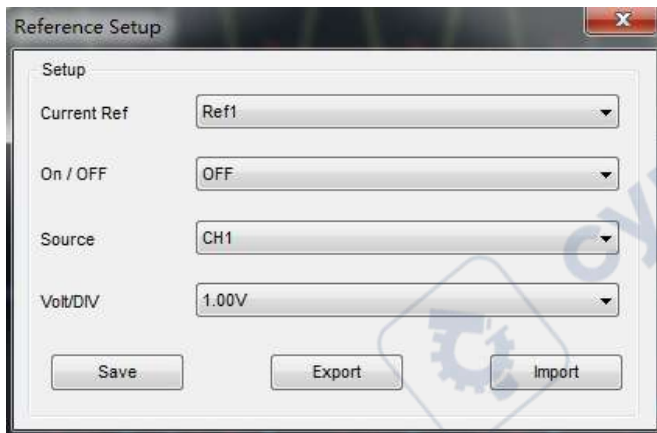 Reference Setup
Setup
Current Ref Ref1
On / OFF OFF
Source CH1
Volt/DIV 1.00V
Save Export Import